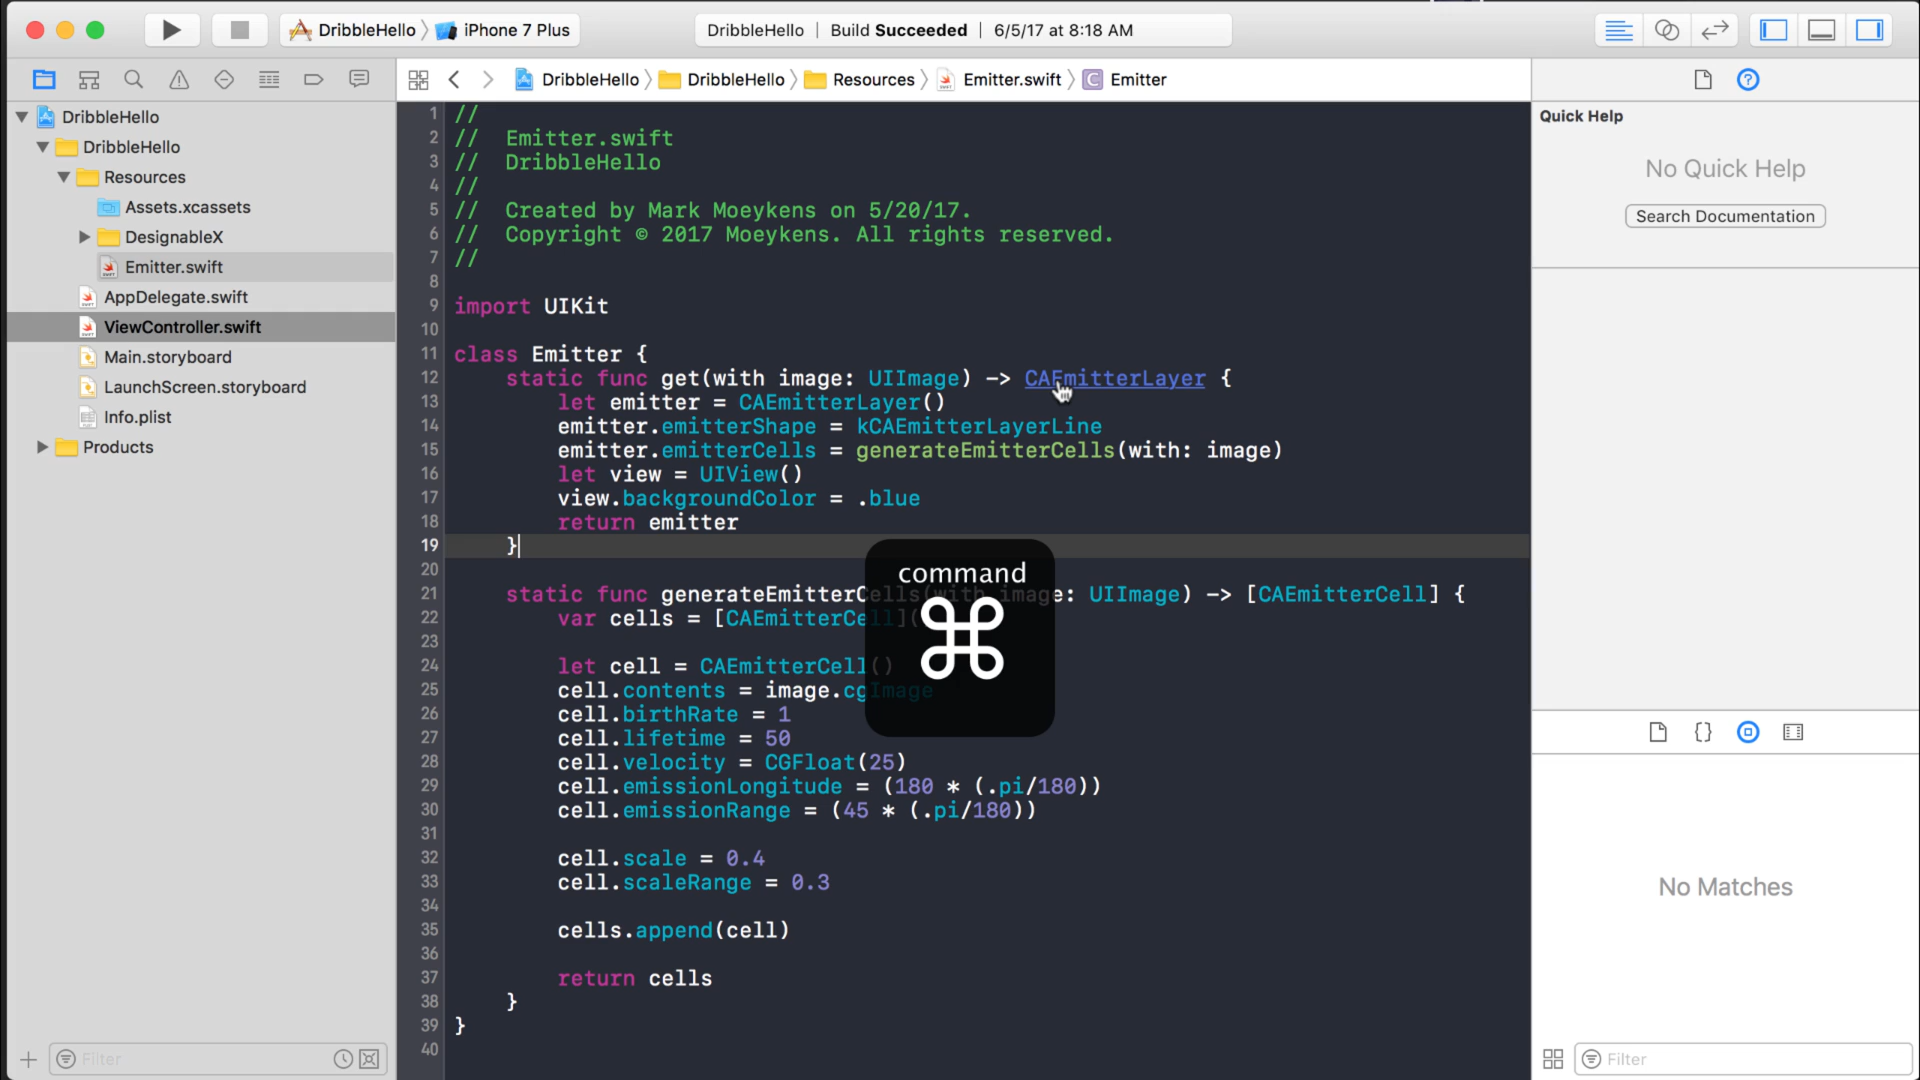 DribbleHello
iPhone 7 Plus
DribbleHello | Build Succeeded | 6/5/17 at 8:18 AM
DribbleHello
DribbleHello
Resources
Emitter.swift
C
Emitter
DribbleHello
DribbleHello
Resources
Assets.xcassets
DesignableX
Emitter.swift
AppDelegate.swift
ViewController.swift
Main.storyboard
LaunchScreen.storyboard
Info.plist
Products
Filter
1 //
2 //  Emitter.swift
3 //  DribbleHello
4 //
5 //  Created by Mark Moeykens on 5/20/17.
6 //  Copyright © 2017 Moeykens. All rights reserved.
7 //
8
9 import UIKit
10
11 class Emitter {
12     static func get(with image: UIImage) -> CAEmitterLayer {
13         let emitter = CAEmitterLayer()
14         emitter.emitterShape = kCAEmitterLayerLine
15         emitter.emitterCells = generateEmitterCells(with: image)
16         let view = UIView()
17         view.backgroundColor = .blue
18         return emitter
19     }
20
21     static func generateEmitterCells(with image: UIImage) -> [CAEmitterCell] {
22         var cells = [CAEmitterCell](
23
24         let cell = CAEmitterCell()
25         cell.contents = image.cgImage
26         cell.birthRate = 1
27         cell.lifetime = 50
28         cell.velocity = CGFloat(25)
29         cell.emissionLongitude = (180 * (.pi/180))
30         cell.emissionRange = (45 * (.pi/180))
31
32         cell.scale = 0.4
33         cell.scaleRange = 0.3
34
35         cells.append(cell)
36
37         return cells
38     }
39 }
40
command
⌘
Quick Help
No Quick Help
Search Documentation
{}
No Matches
Filter